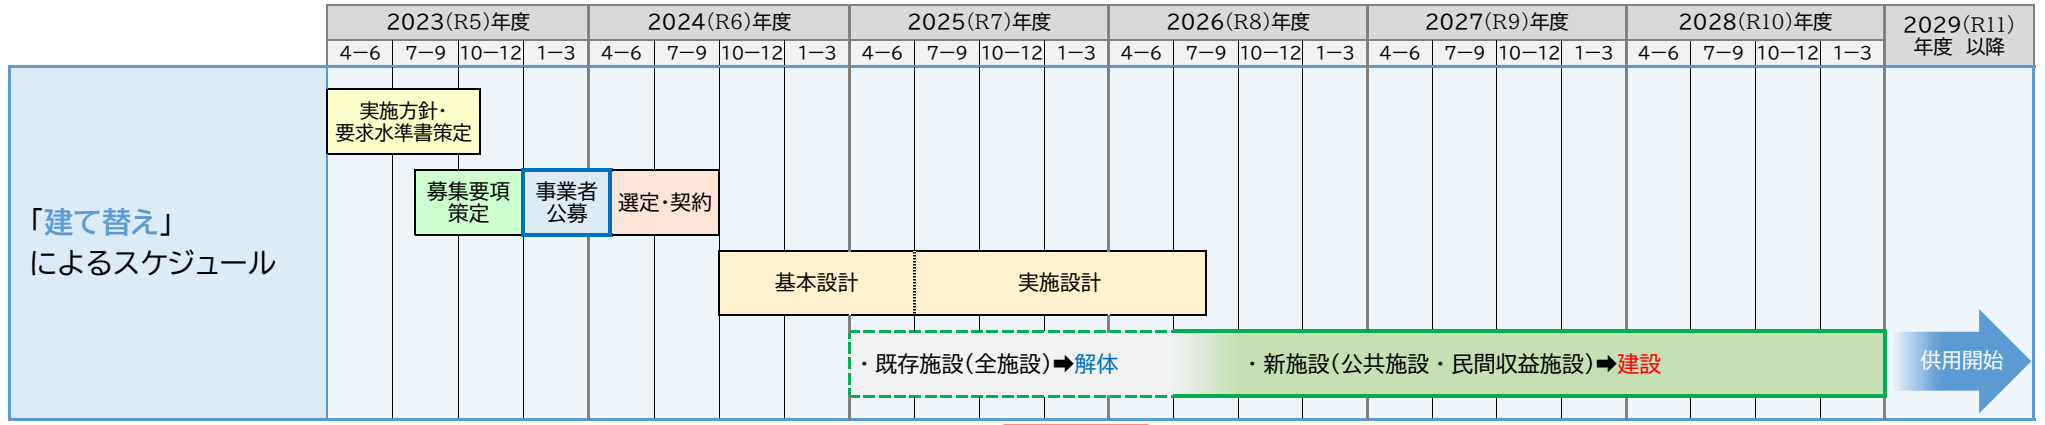 2023(R5)年度 2024(R6)年度 2025(R7)年度 2026(R8)年度 2027(R9)年度 2028(R10)年度 2029(R11)
年度 以降
4－6 7－9 10－12 1－3 4－6 7－9 10－12 1－3 4－6 7－9 10－12 1－3 4－6 7－9 10－12 1－3 4－6 7－9 10－12 1－3 4－6 7－9 10－12 1－3
「建て替え」
によるスケジュール
実施方針・
要求水準書策定
募集要項
策定
事業者
公募
選定・契約
基本設計
実施設計
・既存施設(全施設)➡解体
・新施設(公共施設・民間収益施設)➡建設
供用開始